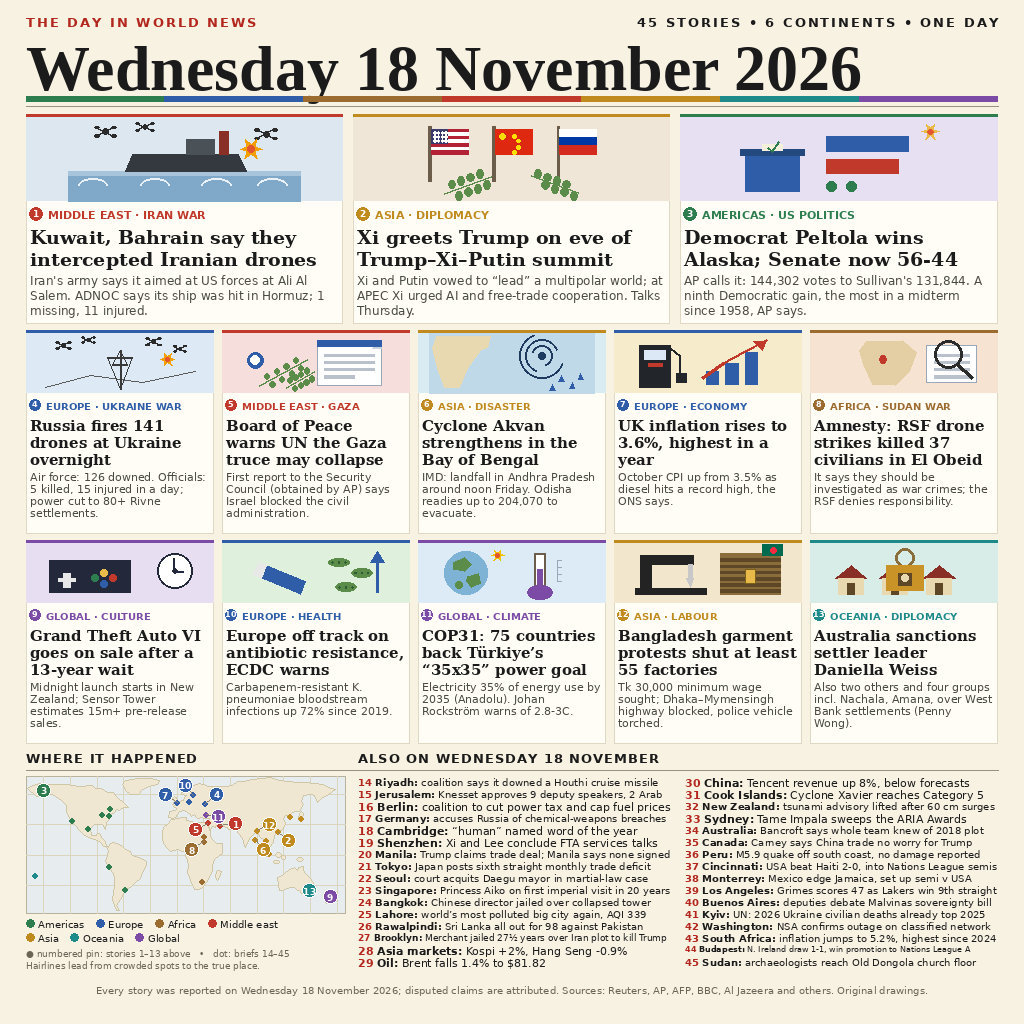 THE DAY IN WORLD NEWS
45 STORIES • 6 CONTINENTS • ONE DAY
Wednesday 18 November 2026
1 MIDDLE EAST · IRAN WAR
Kuwait, Bahrain say they
intercepted Iranian drones
Iran's army says it aimed at US forces at Ali Al
Salem. ADNOC says its ship was hit in Hormuz; 1
missing, 11 injured.
2 ASIA · DIPLOMACY
Xi greets Trump on eve of
Trump–Xi–Putin summit
Xi and Putin vowed to “lead” a multipolar world; at
APEC Xi urged AI and free-trade cooperation. Talks
Thursday.
3 AMERICAS · US POLITICS
Democrat Peltola wins
Alaska; Senate now 56-44
AP calls it: 144,302 votes to Sullivan's 131,844. A
ninth Democratic gain, the most in a midterm
since 1958, AP says.
4 EUROPE · UKRAINE WAR
Russia fires 141
drones at Ukraine
overnight
Air force: 126 downed. Officials:
5 killed, 15 injured in a day;
power cut to 80+ Rivne
settlements.
5 MIDDLE EAST · GAZA
Board of Peace
warns UN the Gaza
truce may collapse
First report to the Security
Council (obtained by AP) says
Israel blocked the civil
administration.
6 ASIA · DISASTER
Cyclone Akvan
strengthens in the
Bay of Bengal
IMD: landfall in Andhra Pradesh
around noon Friday. Odisha
readies up to 204,070 to
evacuate.
7 EUROPE · ECONOMY
UK inflation rises to
3.6%, highest in a
year
October CPI up from 3.5% as
diesel hits a record high, the
ONS says.
8 AFRICA · SUDAN WAR
Amnesty: RSF drone
strikes killed 37
civilians in El Obeid
It says they should be
investigated as war crimes; the
RSF denies responsibility.
9 GLOBAL · CULTURE
Grand Theft Auto VI
goes on sale after a
13-year wait
Midnight launch starts in New
Zealand; Sensor Tower
estimates 15m+ pre-release
sales.
10 EUROPE · HEALTH
Europe off track on
antibiotic resistance,
ECDC warns
Carbapenem-resistant K.
pneumoniae bloodstream
infections up 72% since 2019.
11 GLOBAL · CLIMATE
COP31: 75 countries
back Türkiye’s
“35x35” power goal
Electricity 35% of energy use by
2035 (Anadolu). Johan
Rockström warns of 2.8-3C.
12 ASIA · LABOUR
Bangladesh garment
protests shut at least
55 factories
Tk 30,000 minimum wage
sought; Dhaka–Mymensingh
highway blocked, police vehicle
torched.
13 OCEANIA · DIPLOMACY
Australia sanctions
settler leader
Daniella Weiss
Also two others and four groups
incl. Nachala, Amana, over West
Bank settlements (Penny
Wong).
WHERE IT HAPPENED
3
7
10
4
5
11
1
8
12
6
2
13
9
Americas Europe Africa Middle east
Asia Oceania Global
● numbered pin: stories 1–13 above • dot: briefs 14–45
Hairlines lead from crowded spots to the true place.
ALSO ON WEDNESDAY 18 NOVEMBER
14 Riyadh: coalition says it downed a Houthi cruise missile
15 Jerusalem: Knesset approves 9 deputy speakers, 2 Arab
16 Berlin: coalition to cut power tax and cap fuel prices
17 Germany: accuses Russia of chemical-weapons breaches
18 Cambridge: “human” named word of the year
19 Shenzhen: Xi and Lee conclude FTA services talks
20 Manila: Trump claims trade deal; Manila says none signed
21 Tokyo: Japan posts sixth straight monthly trade deficit
22 Seoul: court acquits Daegu mayor in martial-law case
23 Singapore: Princess Aiko on first imperial visit in 20 years
24 Bangkok: Chinese director jailed over collapsed tower
25 Lahore: world’s most polluted big city again, AQI 339
26 Rawalpindi: Sri Lanka all out for 98 against Pakistan
27 Brooklyn: Merchant jailed 27½ years over Iran plot to kill Trump
28 Asia markets: Kospi +2%, Hang Seng -0.9%
29 Oil: Brent falls 1.4% to $81.82
30 China: Tencent revenue up 8%, below forecasts
31 Cook Islands: Cyclone Xavier reaches Category 5
32 New Zealand: tsunami advisory lifted after 60 cm surges
33 Sydney: Tame Impala sweeps the ARIA Awards
34 Australia: Bancroft says whole team knew of 2018 plot
35 Canada: Carney says China trade no worry for Trump
36 Peru: M5.9 quake off south coast, no damage reported
37 Cincinnati: USA beat Haiti 2-0, into Nations League semis
38 Monterrey: Mexico edge Jamaica, set up semi v USA
39 Los Angeles: Grimes scores 47 as Lakers win 9th straight
40 Buenos Aires: deputies debate Malvinas sovereignty bill
41 Kyiv: UN: 2026 Ukraine civilian deaths already top 2025
42 Washington: NSA confirms outage on classified network
43 South Africa: inflation jumps to 5.2%, highest since 2024
44 Budapest: N. Ireland draw 1-1, win promotion to Nations League A
45 Sudan: archaeologists reach Old Dongola church floor
Every story was reported on Wednesday 18 November 2026; disputed claims are attributed. Sources: Reuters, AP, AFP, BBC, Al Jazeera and others. Original drawings.